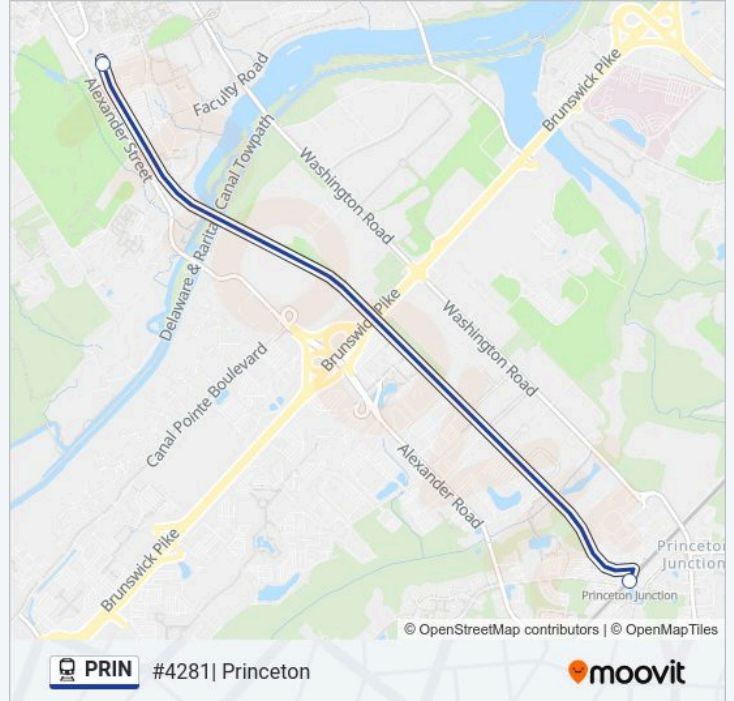 Faculty Road
Alexander Street
Brunswick Pike
Delaware & Raritan Canal Towpath
Washington Road
Brunswick Pike
Washington Road
Canal Pointe Boulevard
Alexander Road
Brunswick Pike
Princeton
Junction
Princeton Junction
© OpenStreetMap contributors | © OpenMapTiles
PRIN #4281| Princeton
moovit